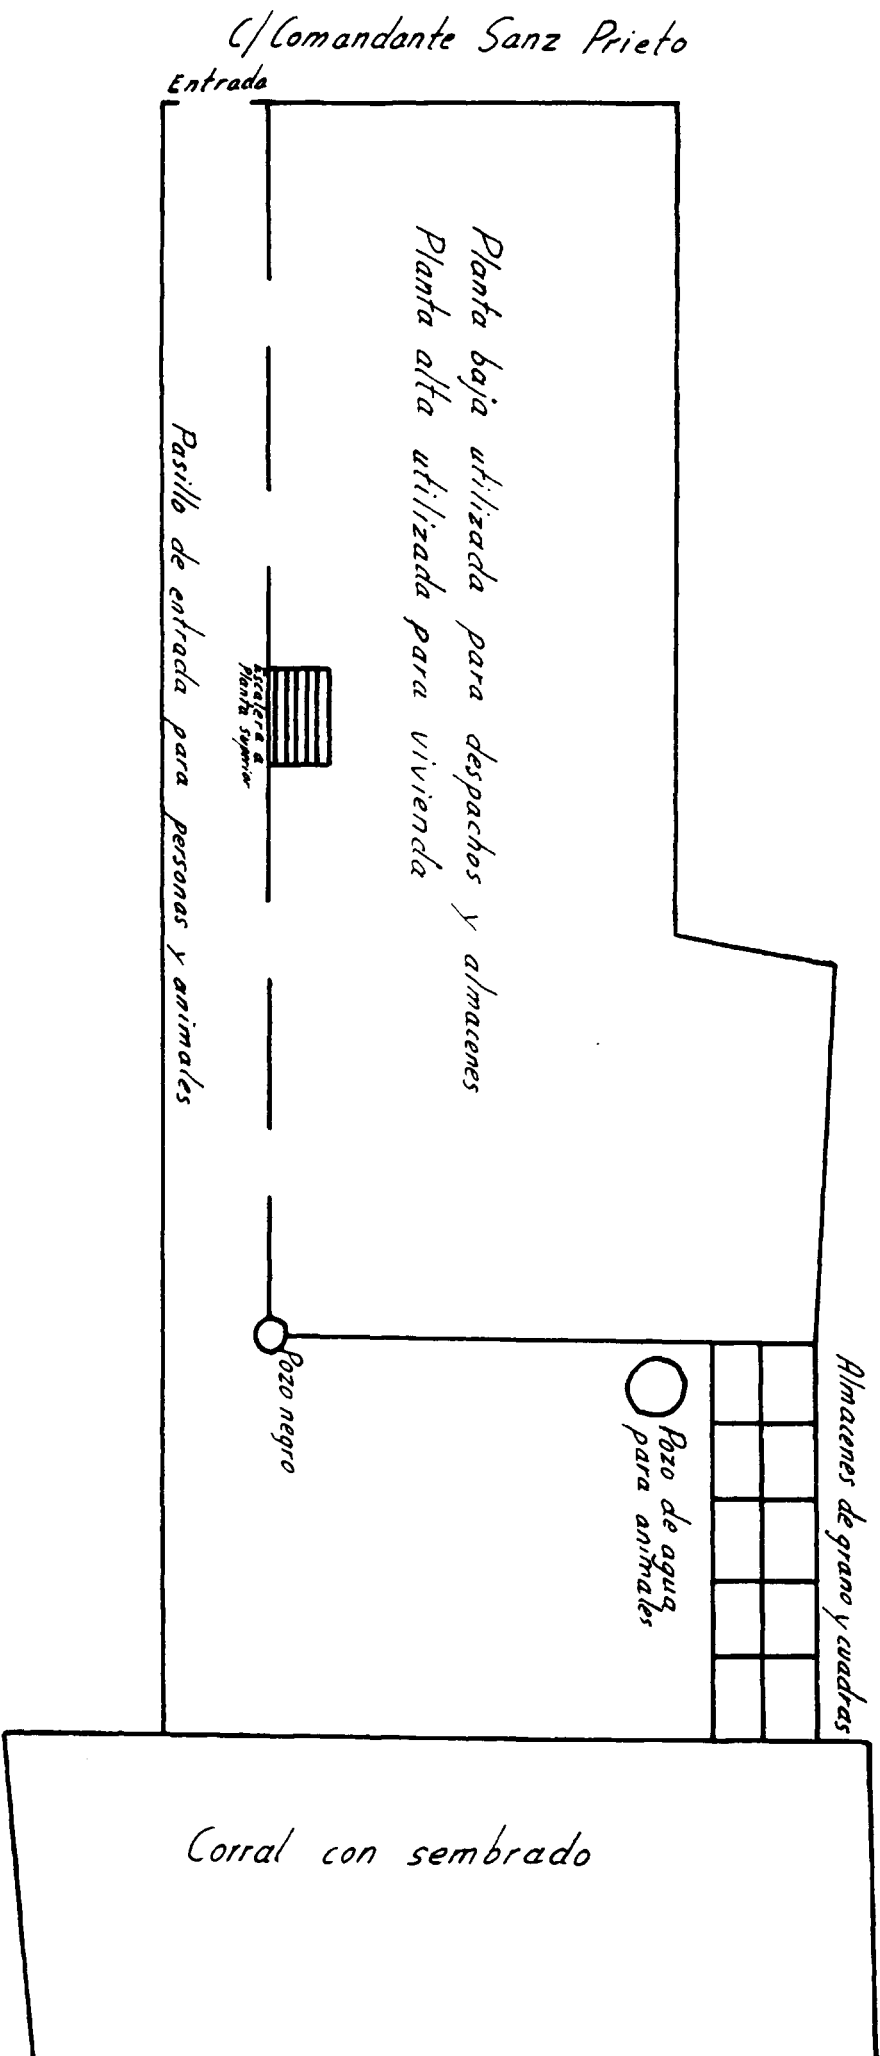 C/Comandante Sanz Prieto
Entrada
Planta baja utilizada para despachos y almacenes
Planta alta utilizada para vivienda
Pasillo de entrada para personas y animales
Escalera a
Planta superior
Pozo negro
Pozo de agua
para animales
Almacenes de grano y cuadras
Corral con sembrado